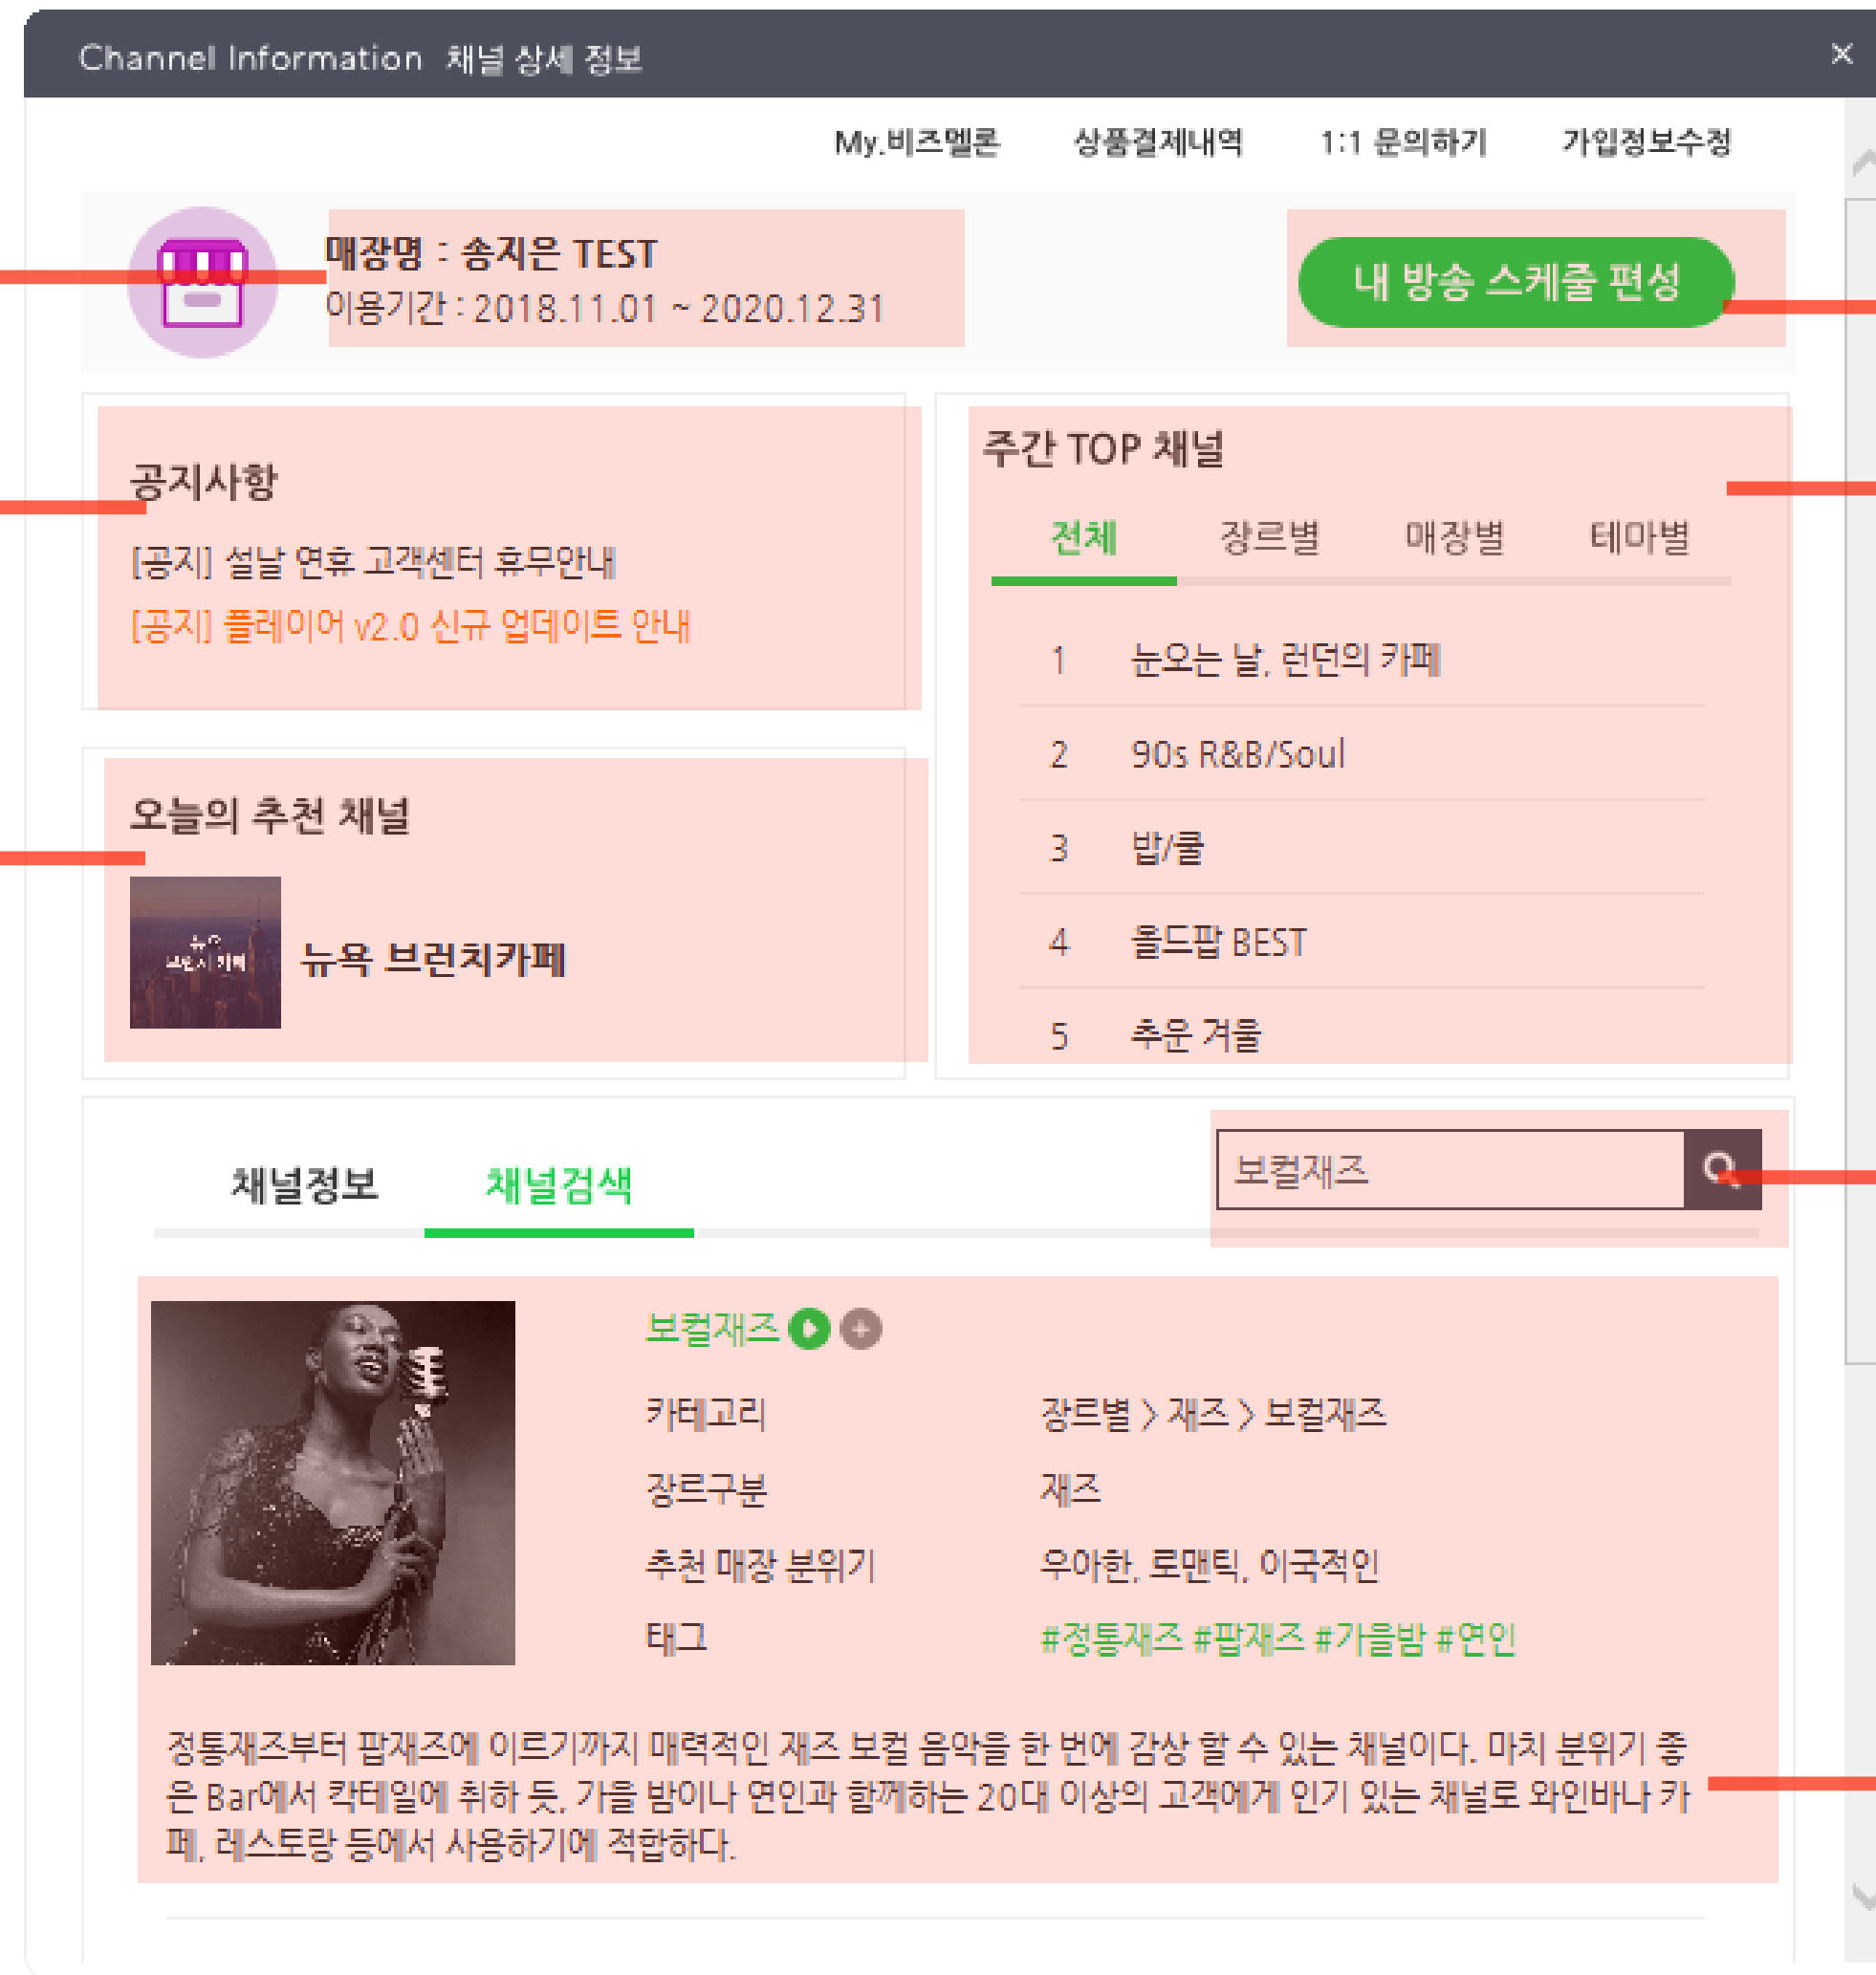 Channel Information 채널 상세 정보
My.비즈멜론 상품결제내역 1:1 문의하기 가입정보수정
매장명 : 송지은 TEST
이용기간 : 2018.11.01 ~ 2020.12.31
내 방송 스케줄 편성
공지사항
[공지] 설날 연휴 고객센터 휴무안내
[공지] 플레이어 v2.0 신규 업데이트 안내
주간 TOP 채널
전체 장르별 매장별 테마별
1 눈오는 날, 런던의 카페
2 90s R&B/Soul
3 밥/쿨
4 올드팝 BEST
5 추운 겨울
오늘의 추천 채널
뉴욕
브런치 카페
뉴욕 브런치카페
채널정보 채널검색
보컬재즈
보컬재즈
카테고리 장르별 > 재즈 > 보컬재즈
장르구분 재즈
추천 매장 분위기 우아한, 로맨틱, 이국적인
태그 #정통재즈 #팝재즈 #가을밤 #연인
정통재즈부터 팝재즈에 이르기까지 매력적인 재즈 보컬 음악을 한 번에 감상 할 수 있는 채널이다. 마치 분위기 좋
은 Bar에서 칵테일에 취하 듯, 가을 밤이나 연인과 함께하는 20대 이상의 고객에게 인기 있는 채널로 와인바나 카
페, 레스토랑 등에서 사용하기에 적합하다.